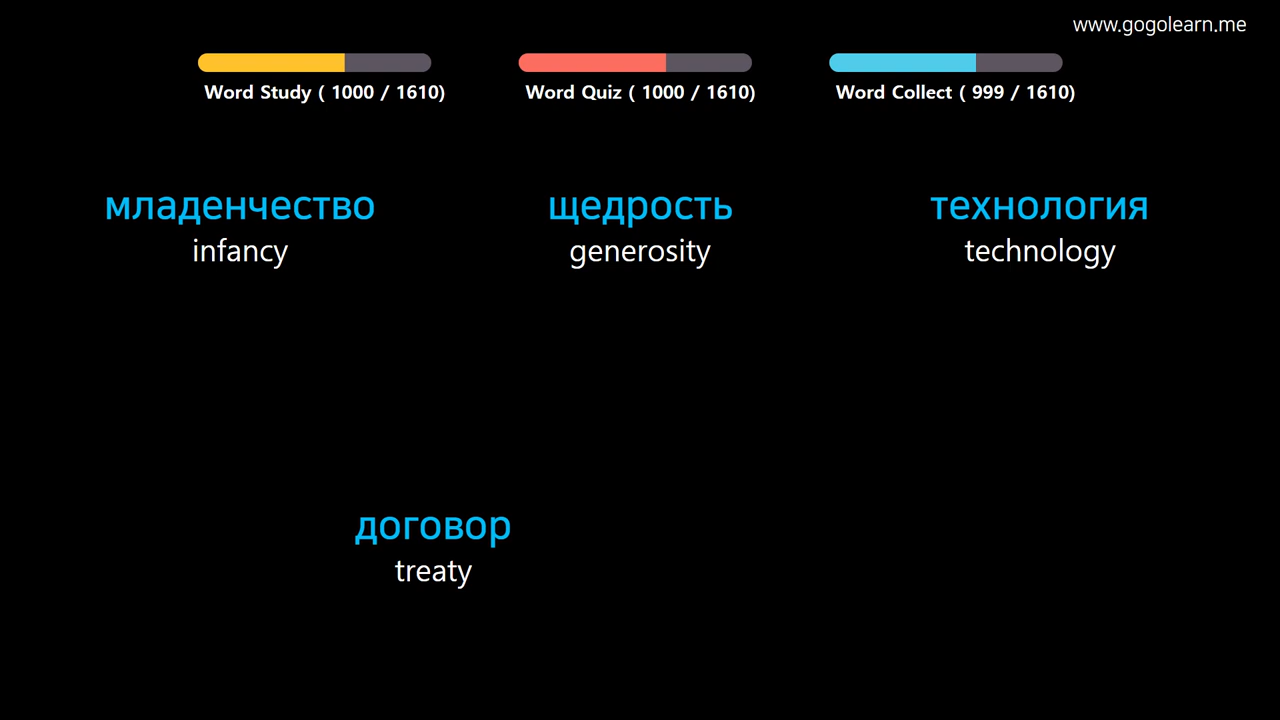 www.gogolearn.me
Word Study ( 1000 / 1610)
Word Quiz ( 1000 / 1610)
Word Collect ( 999 / 1610)
младенчество
infancy
щедрость
generosity
технология
technology
договор
treaty